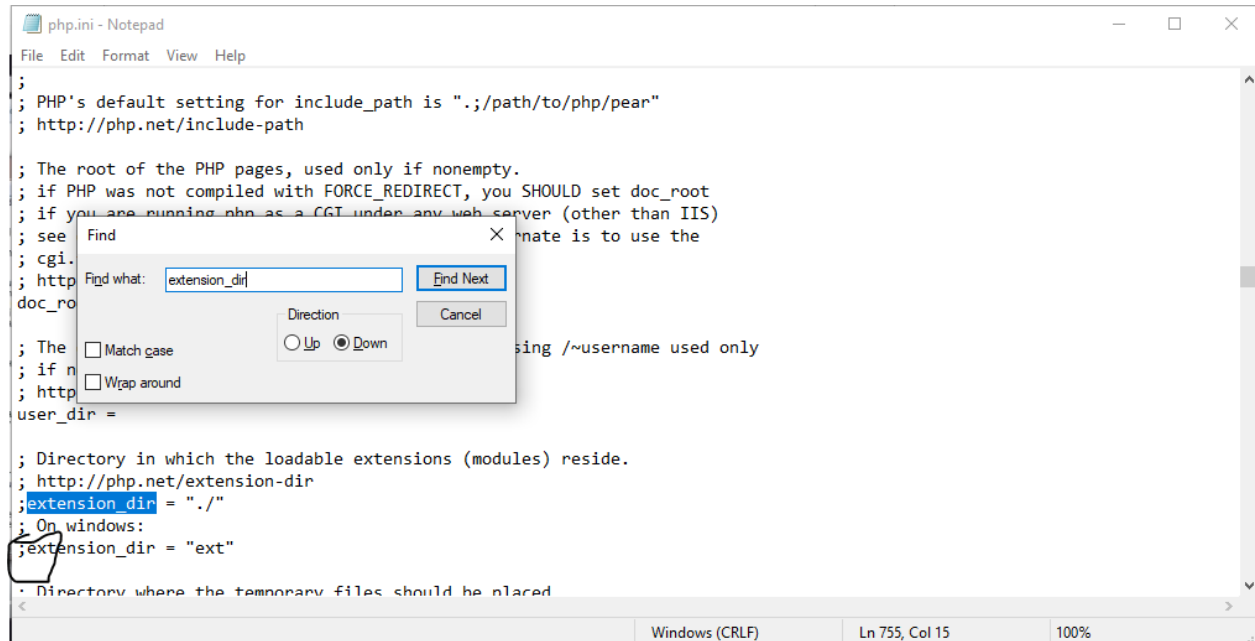 php.ini - Notepad
File Edit Format View Help
;
; PHP's default setting for include_path is ".;/path/to/php/pear"
; http://php.net/include-path
; The root of the PHP pages, used only if nonempty.
; if PHP was not compiled with FORCE_REDIRECT, you SHOULD set doc_root
; if you are running php as a CGI under any web server (other than IIS)
; see rnate is to use the
; cgi.
; http
doc_ro
; The sing /~username used only
; if n
; http
user_dir =
Find
Find what: extension_dir Find Next
Direction Cancel
Up Down
Match case
Wrap around
; Directory in which the loadable extensions (modules) reside.
; http://php.net/extension-dir
;extension_dir = "./"
; On windows:
;extension_dir = "ext"
; Directory where the temporary files should be placed
Windows (CRLF) Ln 755, Col 15 100%